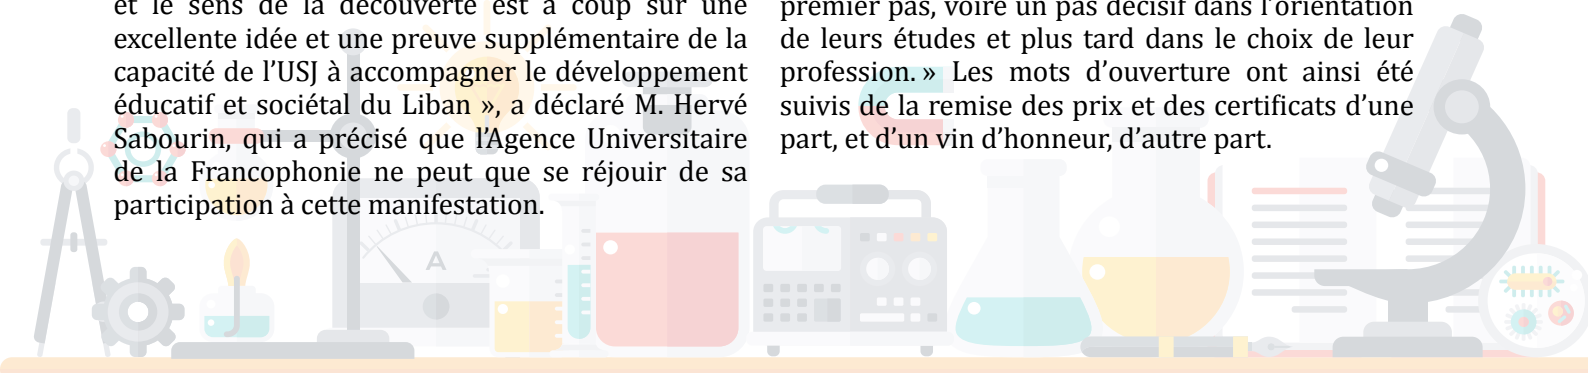 et le sens de la découverte est à coup sûr une
excellente idée et une preuve supplémentaire de la
capacité de l’USJ à accompagner le développement
éducatif et sociétal du Liban », a déclaré M. Hervé
Sabourin, qui a précisé que l’Agence Universitaire
de la Francophonie ne peut que se réjouir de sa
participation à cette manifestation.
premier pas, voire un pas décisif dans l’orientation
de leurs études et plus tard dans le choix de leur
profession. » Les mots d’ouverture ont ainsi été
suivis de la remise des prix et des certificats d’une
part, et d’un vin d’honneur, d’autre part.
A